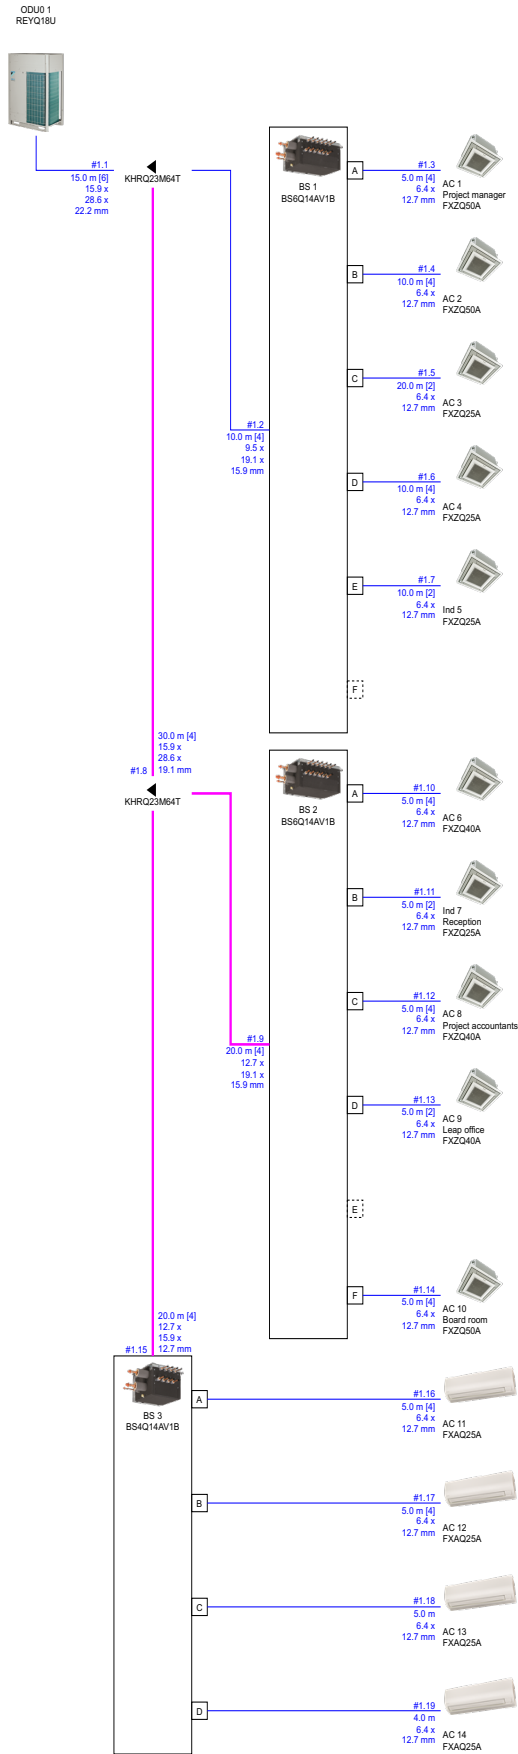 ODU0 1
REYQ18U
#1.1
15.0 m [6]
15.9 x
28.6 x
22.2 mm
KHRQ23M64T
BS 1
BS6Q14AV1B
#1.2
10.0 m [4]
9.5 x
19.1 x
15.9 mm
A
#1.3
5.0 m [4]
6.4 x
12.7 mm
AC 1
Project manager
FXZQ50A
B
#1.4
10.0 m [4]
6.4 x
12.7 mm
AC 2
FXZQ50A
C
#1.5
20.0 m [2]
6.4 x
12.7 mm
AC 3
FXZQ25A
D
#1.6
10.0 m [4]
6.4 x
12.7 mm
AC 4
FXZQ25A
E
#1.7
10.0 m [2]
6.4 x
12.7 mm
Ind 5
FXZQ25A
F
#1.8
30.0 m [4]
15.9 x
28.6 x
19.1 mm
KHRQ23M64T
BS 2
BS6Q14AV1B
#1.9
20.0 m [4]
12.7 x
19.1 x
15.9 mm
A
#1.10
5.0 m [4]
6.4 x
12.7 mm
AC 6
FXZQ40A
B
#1.11
5.0 m [2]
6.4 x
12.7 mm
Ind 7
Reception
FXZQ25A
C
#1.12
5.0 m [4]
6.4 x
12.7 mm
AC 8
Project accountants
FXZQ40A
D
#1.13
5.0 m [2]
6.4 x
12.7 mm
AC 9
Leap office
FXZQ40A
E
F
#1.14
5.0 m [4]
6.4 x
12.7 mm
AC 10
Board room
FXZQ50A
#1.15
20.0 m [4]
12.7 x
15.9 x
12.7 mm
BS 3
BS4Q14AV1B
A
#1.16
5.0 m [4]
6.4 x
12.7 mm
AC 11
FXAQ25A
B
#1.17
5.0 m [4]
6.4 x
12.7 mm
AC 12
FXAQ25A
C
#1.18
5.0 m
6.4 x
12.7 mm
AC 13
FXAQ25A
D
#1.19
4.0 m
6.4 x
12.7 mm
AC 14
FXAQ25A